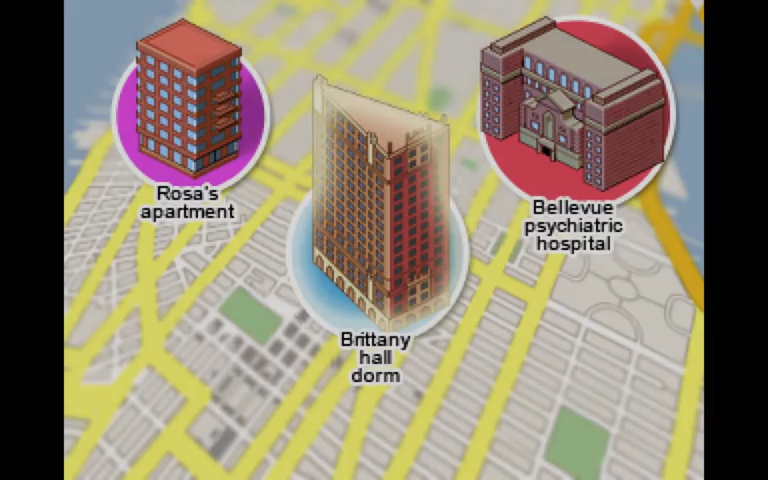 Rosa's
apartment
Brittany
hall
dorm
Bellevue
psychiatric
hospital